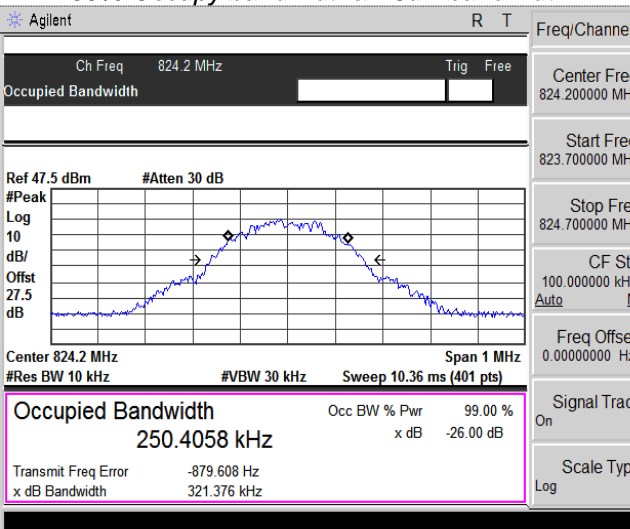 Agilent
R T
Ch Freq 824.2 MHz Trig Free
Occupied Bandwidth
Ref 47.5 dBm #Atten 30 dB
#Peak
Log
10
dB/
Offst
27.5
dB
Center 824.2 MHz Span 1 MHz
#Res BW 10 kHz #VBW 30 kHz Sweep 10.36 ms (401 pts)
Occupied Bandwidth Occ BW % Pwr 99.00 %
250.4058 kHz x dB -26.00 dB
Transmit Freq Error -879.608 Hz
x dB Bandwidth 321.376 kHz
Freq/Channe
Center Fre
824.200000 MH
Start Fre
823.700000 MH
Stop Fre
824.700000 MH
CF St
100.000000 kH
Auto
Freq Offse
0.00000000 Hz
Signal Trac
On
Scale Typ
Log